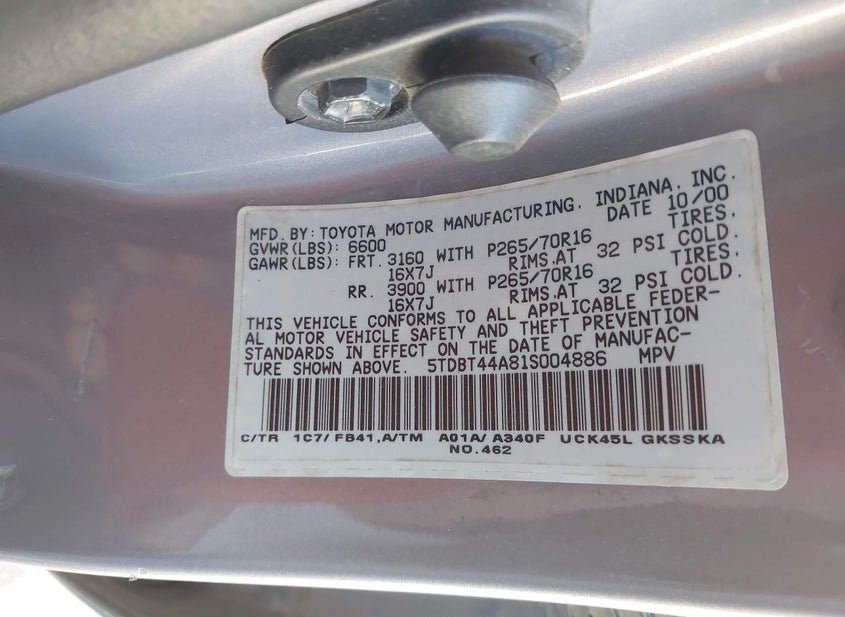 MFD. BY: TOYOTA MOTOR MANUFACTURING, INDIANA, INC.
GVWR(LBS): 6600 DATE 10/00
GAWR(LBS): FRT. 3160 WITH P265/70R16 TIRES,
16X7J RIMS,AT 32 PSI COLD.
RR. 3900 WITH P265/70R16 TIRES,
16X7J RIMS,AT 32 PSI COLD.
THIS VEHICLE CONFORMS TO ALL APPLICABLE FEDER-
AL MOTOR VEHICLE SAFETY AND THEFT PREVENTION
STANDARDS IN EFFECT ON THE DATE OF MANUFAC-
TURE SHOWN ABOVE. 5TDBT44A81S004886 MPV
C/TR 1C7/ FB41,A/TM A01A/ A340F UCK45L GKSSKA
NO.462